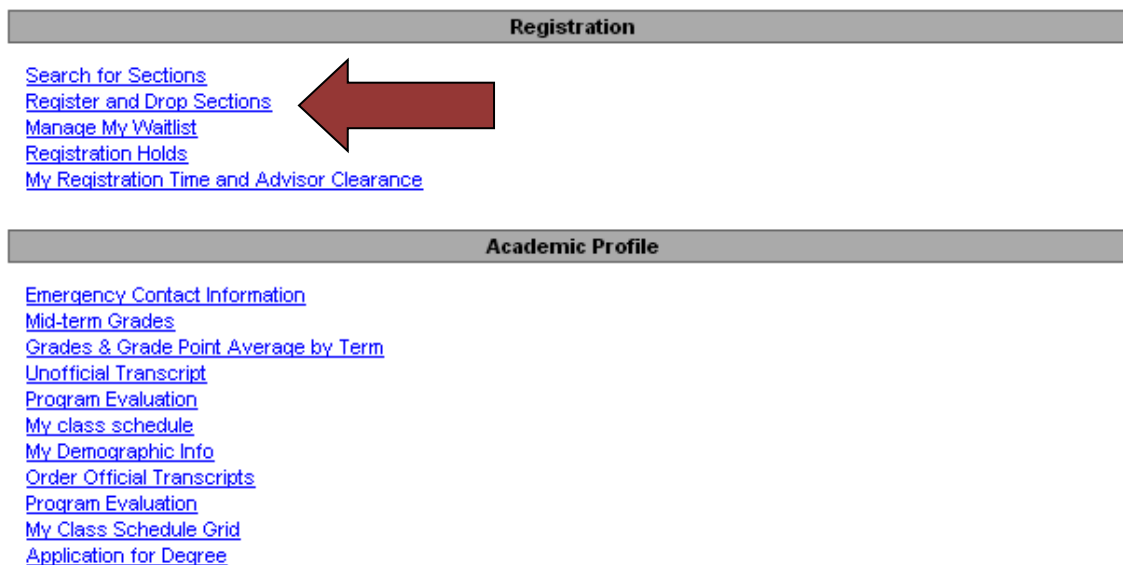 Registration
Search for Sections
Register and Drop Sections
Manage My Waitlist
Registration Holds
My Registration Time and Advisor Clearance
Academic Profile
Emergency Contact Information
Mid-term Grades
Grades & Grade Point Average by Term
Unofficial Transcript
Program Evaluation
My class schedule
My Demographic Info
Order Official Transcripts
Program Evaluation
My Class Schedule Grid
Application for Degree